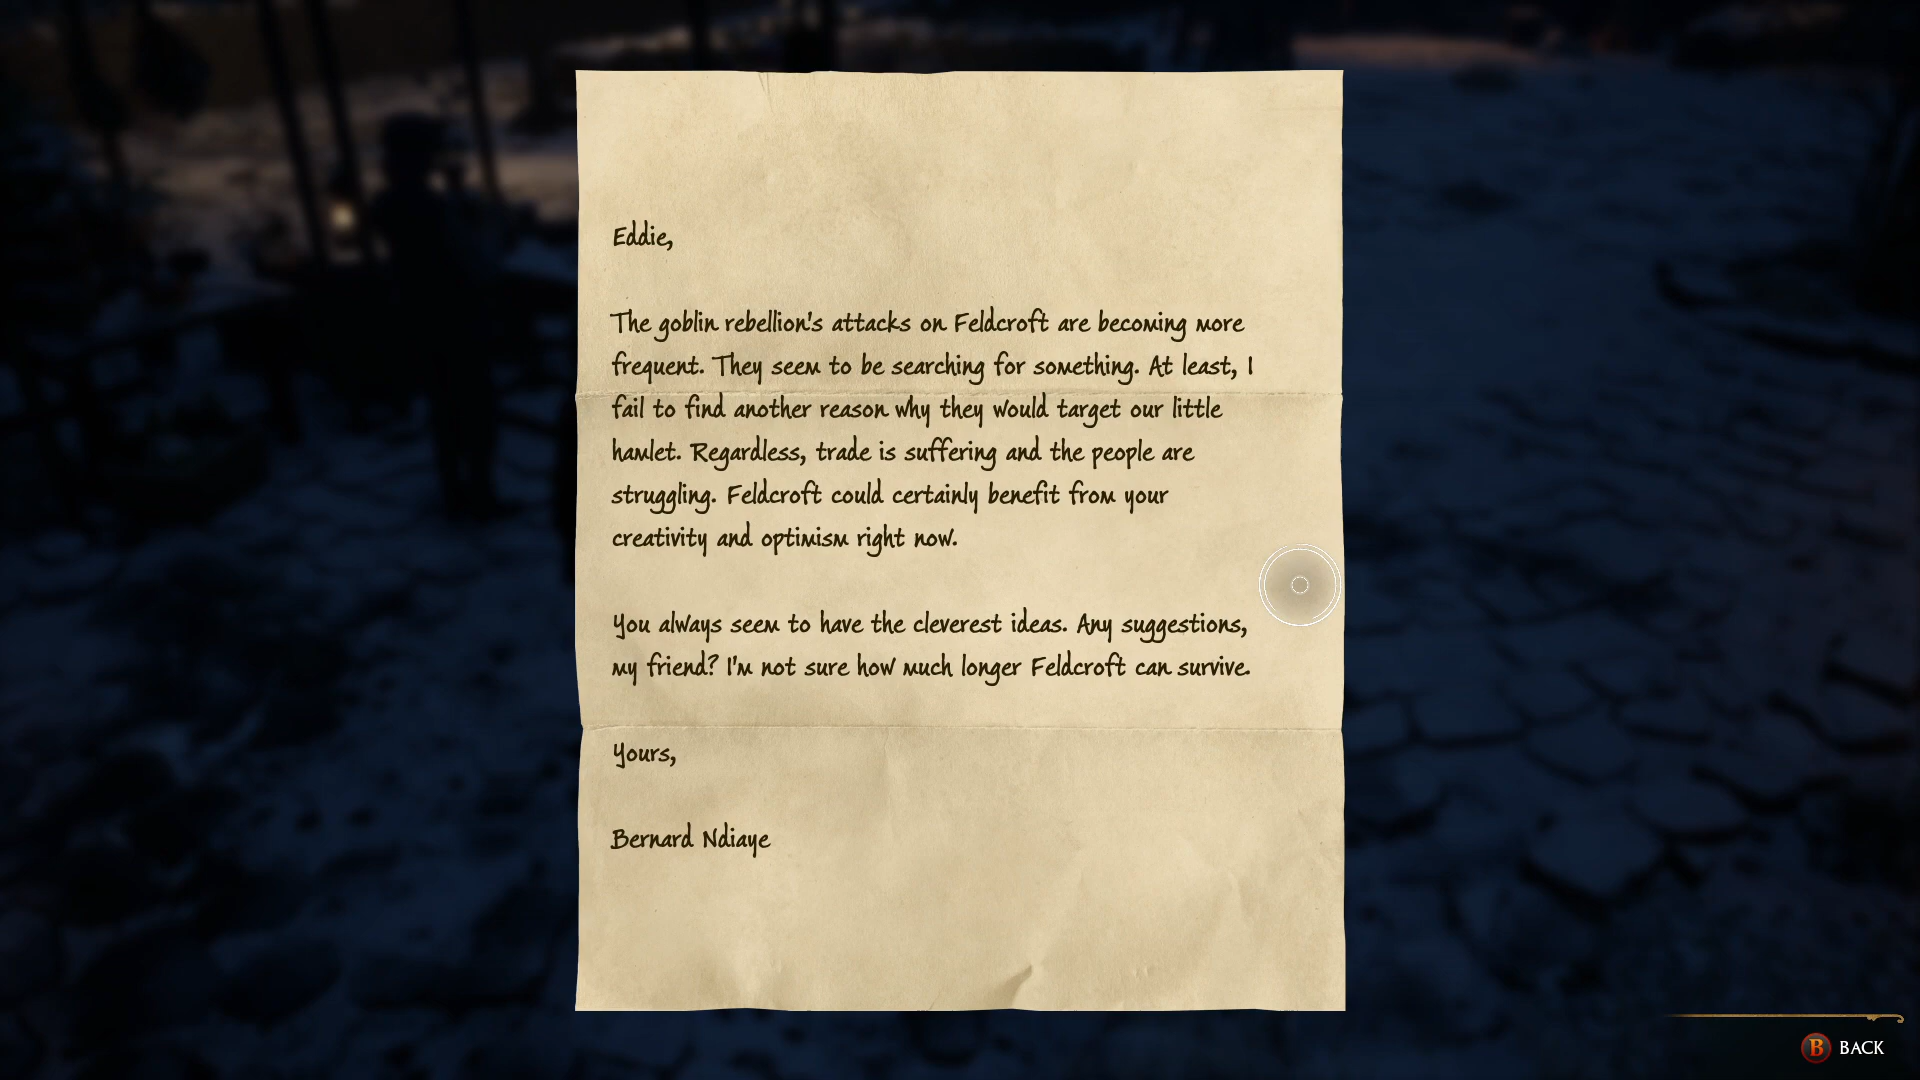 Eddie,
The goblin rebellion's attacks on Feldcroft are becoming more
frequent. They seem to be searching for something. At least, I
fail to find another reason why they would target our little
hamlet. Regardless, trade is suffering and the people are
struggling. Feldcroft could certainly benefit from your
creativity and optimism right now.
You always seem to have the cleverest ideas. Any suggestions,
my friend? I'm not sure how much longer Feldcroft can survive.
Yours,
Bernard Ndiaye
B BACK